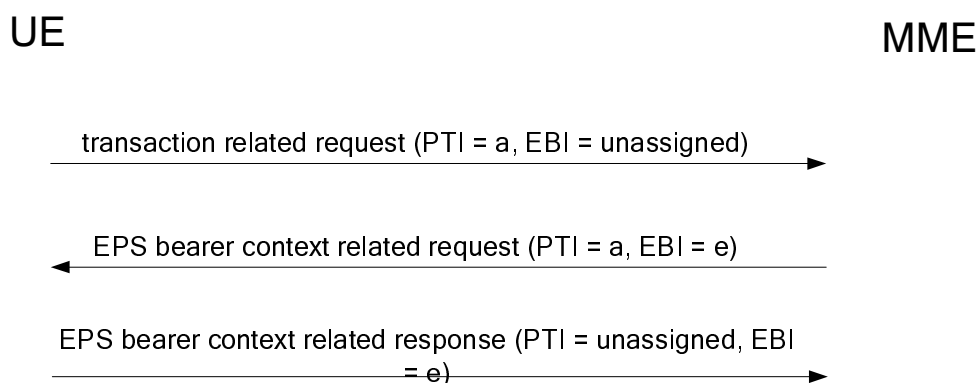 UE
MME
transaction related request (PTI = a, EBI = unassigned)
EPS bearer context related request (PTI = a, EBI = e)
EPS bearer context related response (PTI = unassigned, EBI
= e)